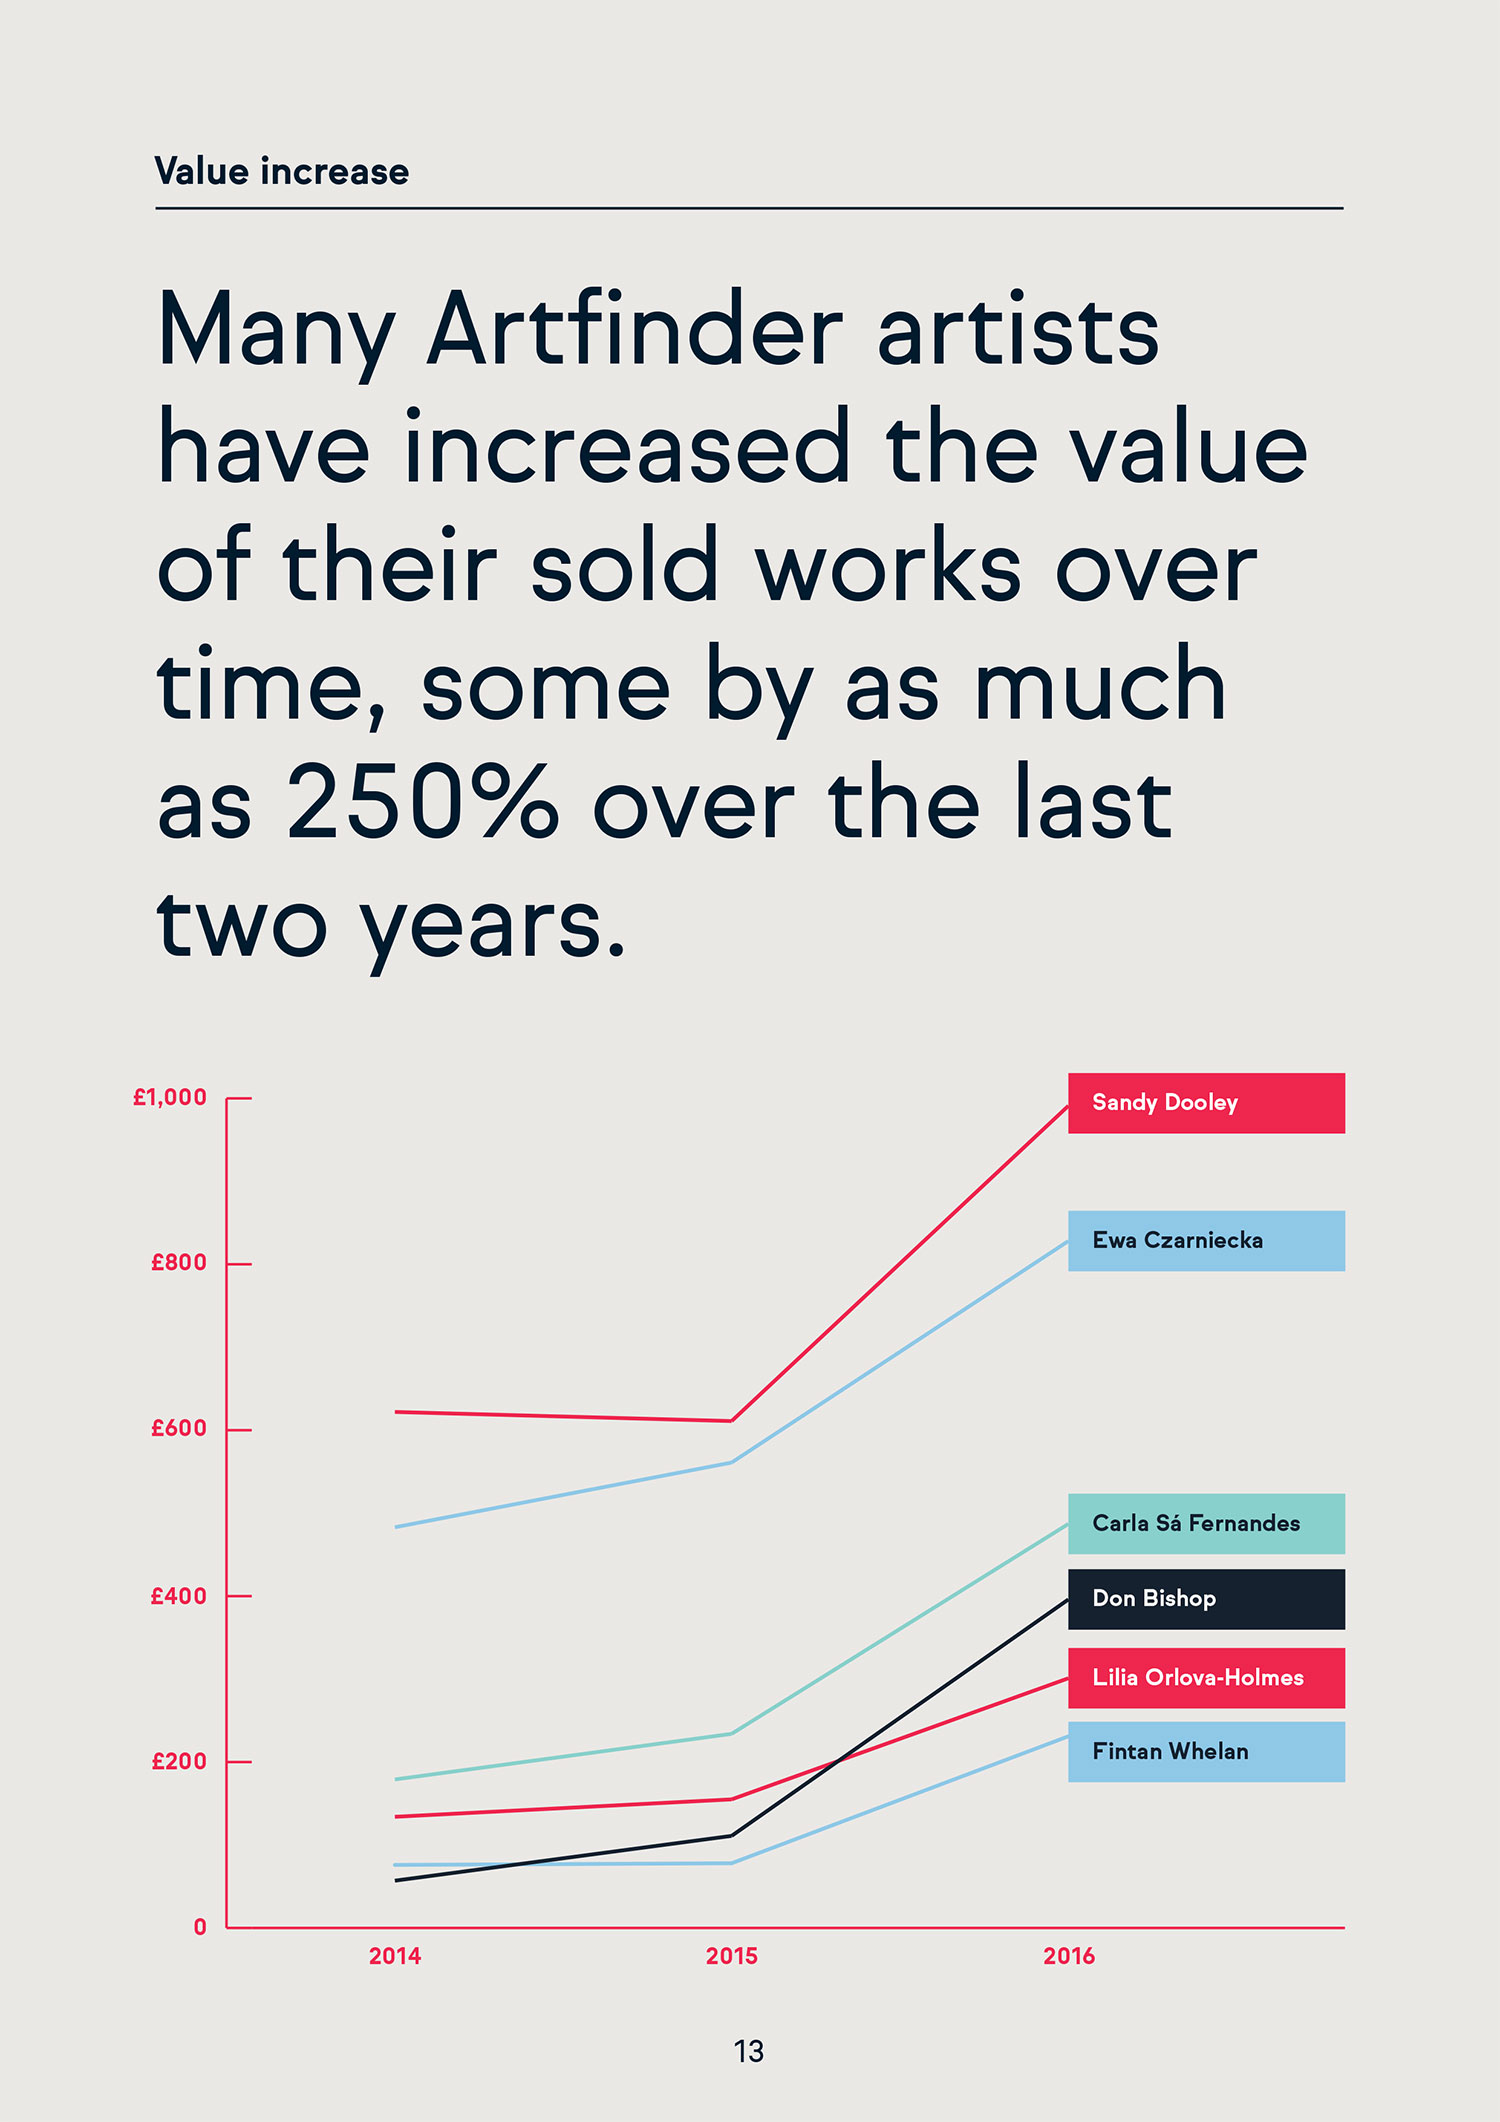 Value increase
Many Artfinder artists
have increased the value
of their sold works over
time, some by as much
as 250% over the last
two years.
£1,000
£800
£600
£400
£200
0
Sandy Dooley
Ewa Czarniecka
Carla Sá Fernandes
Don Bishop
Lilia Orlova-Holmes
Fintan Whelan
2014
2015
2016
13